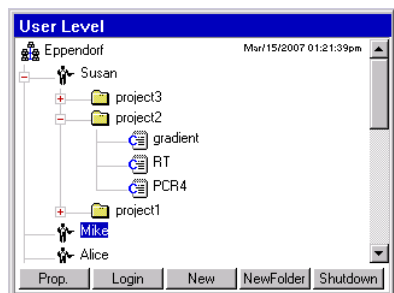 User Level
Eppendorf Mar/15/2007 01:21:39pm
Susan
project3
project2
gradient
RT
PCR4
project1
Mike
Alice
Prop. Login New NewFolder Shutdown